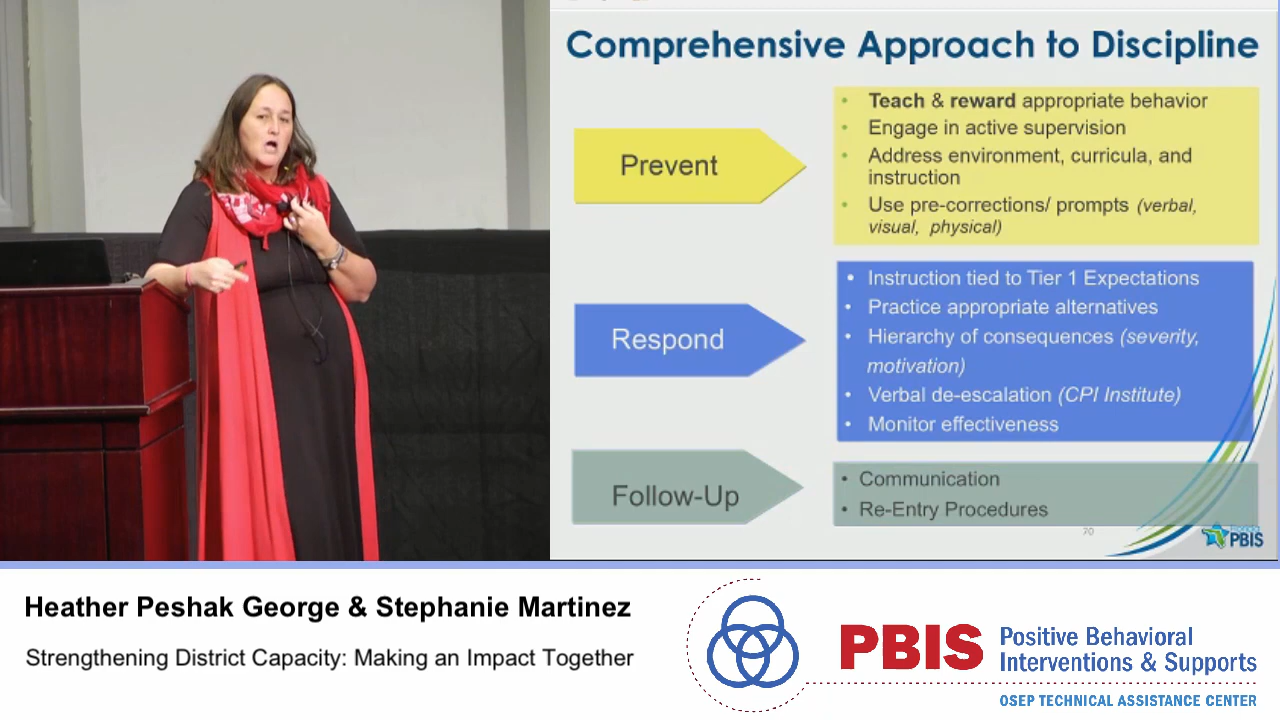 Comprehensive Approach to Discipline
Prevent
• Teach & reward appropriate behavior
• Engage in active supervision
• Address environment, curricula, and
instruction
• Use pre-corrections/ prompts (verbal,
visual, physical)
Respond
• Instruction tied to Tier 1 Expectations
• Practice appropriate alternatives
• Hierarchy of consequences (severity,
motivation)
• Verbal de-escalation (CPI Institute)
• Monitor effectiveness
Follow-Up
• Communication
• Re-Entry Procedures
70
PBIS
Heather Peshak George & Stephanie Martinez
Strengthening District Capacity: Making an Impact Together
PBIS
Positive Behavioral
Interventions & Supports
OSEP TECHNICAL ASSISTANCE CENTER